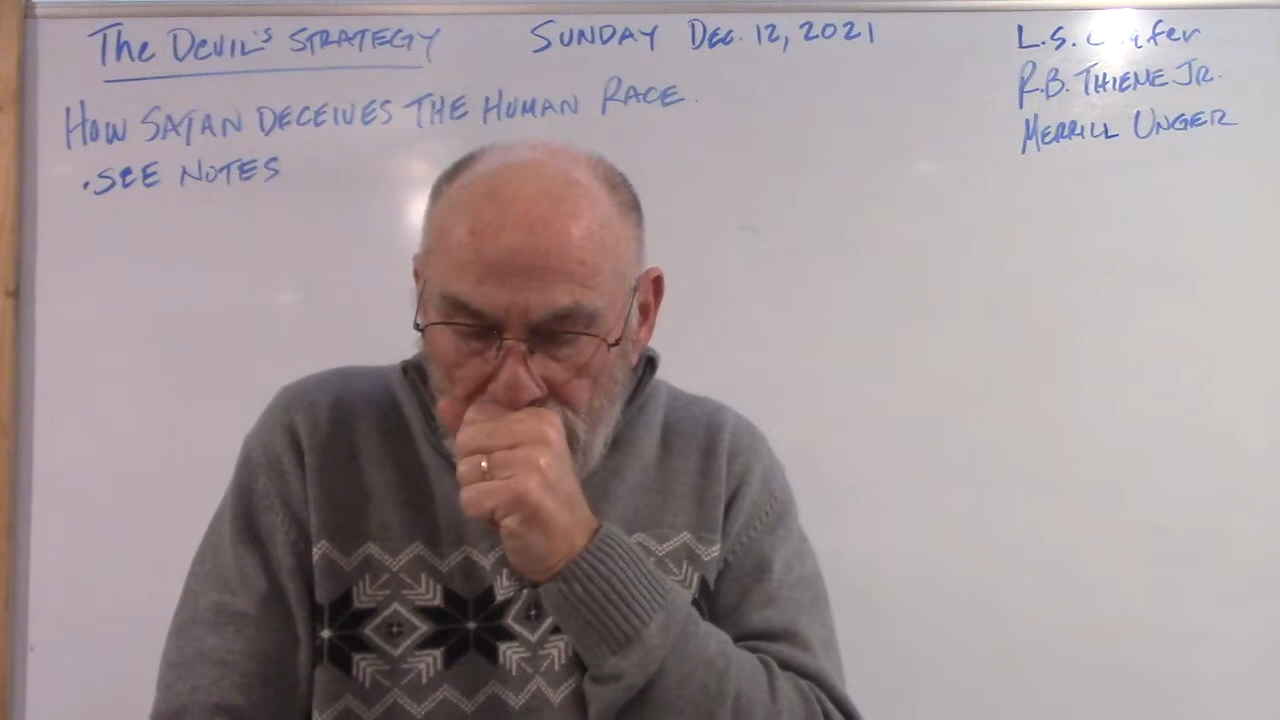 The Devil's Strategy
Sunday Dec. 12, 2021
How Satan Deceives The Human Race.
• See Notes
L.S.
R.B. Thieme Jr.
Merrill Unger